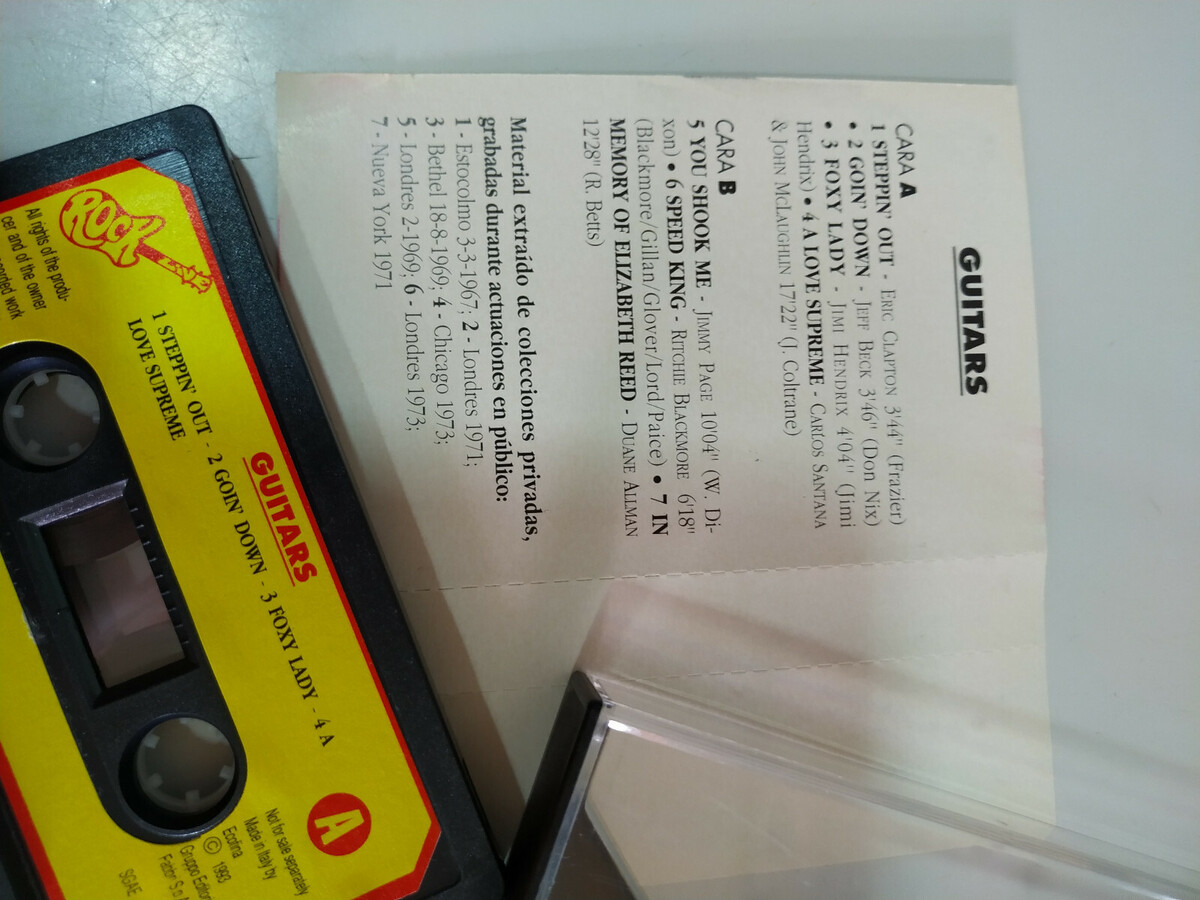 GUITARS
CARA A
1 STEPPIN' OUT - ERIC CLAPTON 3'44" (Frazier)
• 2 GOIN' DOWN - JEFF BECK 3'46" (Don Nix)
• 3 FOXY LADY - JIMI HENDRIX 4'04" (Jimi
Hendrix) • 4 A LOVE SUPREME - CARLOS SANTANA
& JOHN MCLAUGHLIN 17'22" (J. Coltrane)
CARA B
5 YOU SHOOK ME - JIMMY PAGE 10'04" (W. Di-
xon) • 6 SPEED KING - RITCHIE BLACKMORE 6'18"
(Blackmore/Gillan/Glover/Lord/Paice) • 7 IN
MEMORY OF ELIZABETH REED - DUANE ALLMAN
12'28" (R. Betts)
Material extraído de colecciones privadas,
grabadas durante actuaciones en público:
1 - Estocolmo 3-3-1967; 2 - Londres 1971;
3 - Bethel 18-8-1969; 4 - Chicago 1973;
5 - Londres 2-1969; 6 - Londres 1973;
7 - Nueva York 1971
ROCK
All rights of the produ-
cer and of the owner
work
GUITARS
1 STEPPIN' OUT - 2 GOIN' DOWN - 3 FOXY LADY - 4 A
LOVE SUPREME
A
Not for sale separately
Made in Italy by
Ecofina
© 1993
Gruppo
Fabbri S.p.
SGAE